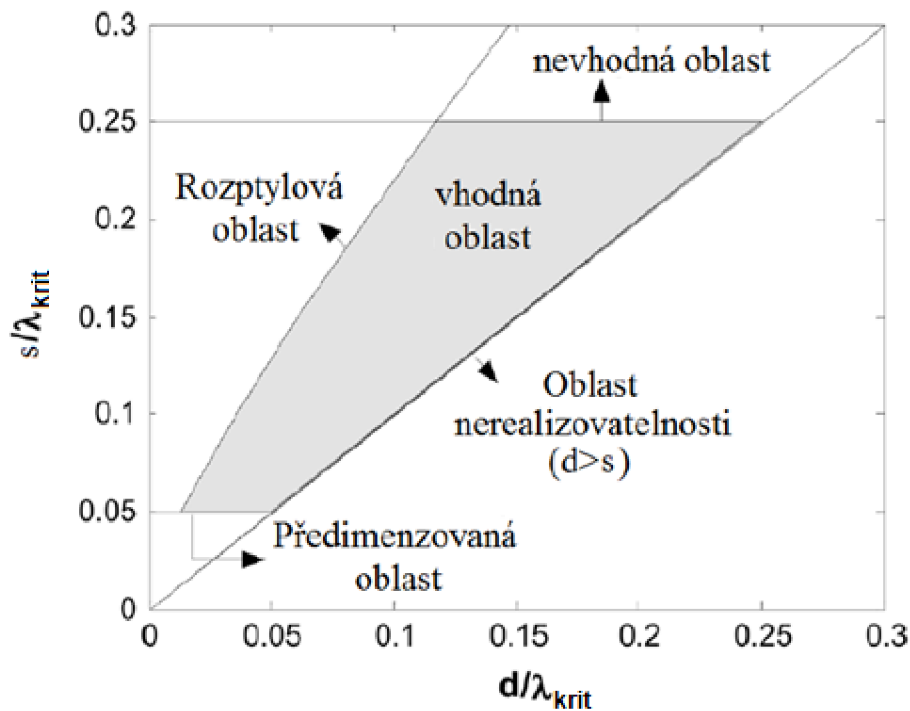 0.3
0.25
0.2
0.15
0.1
0.05
0
s/λkrit
nevhodná oblast
Rozptylová
oblast
vhodná
oblast
Oblast
nerealizovatelnosti
(d>s)
Předimenzovaná
oblast
0
0.05
0.1
0.15
0.2
0.25
0.3
d/λkrit